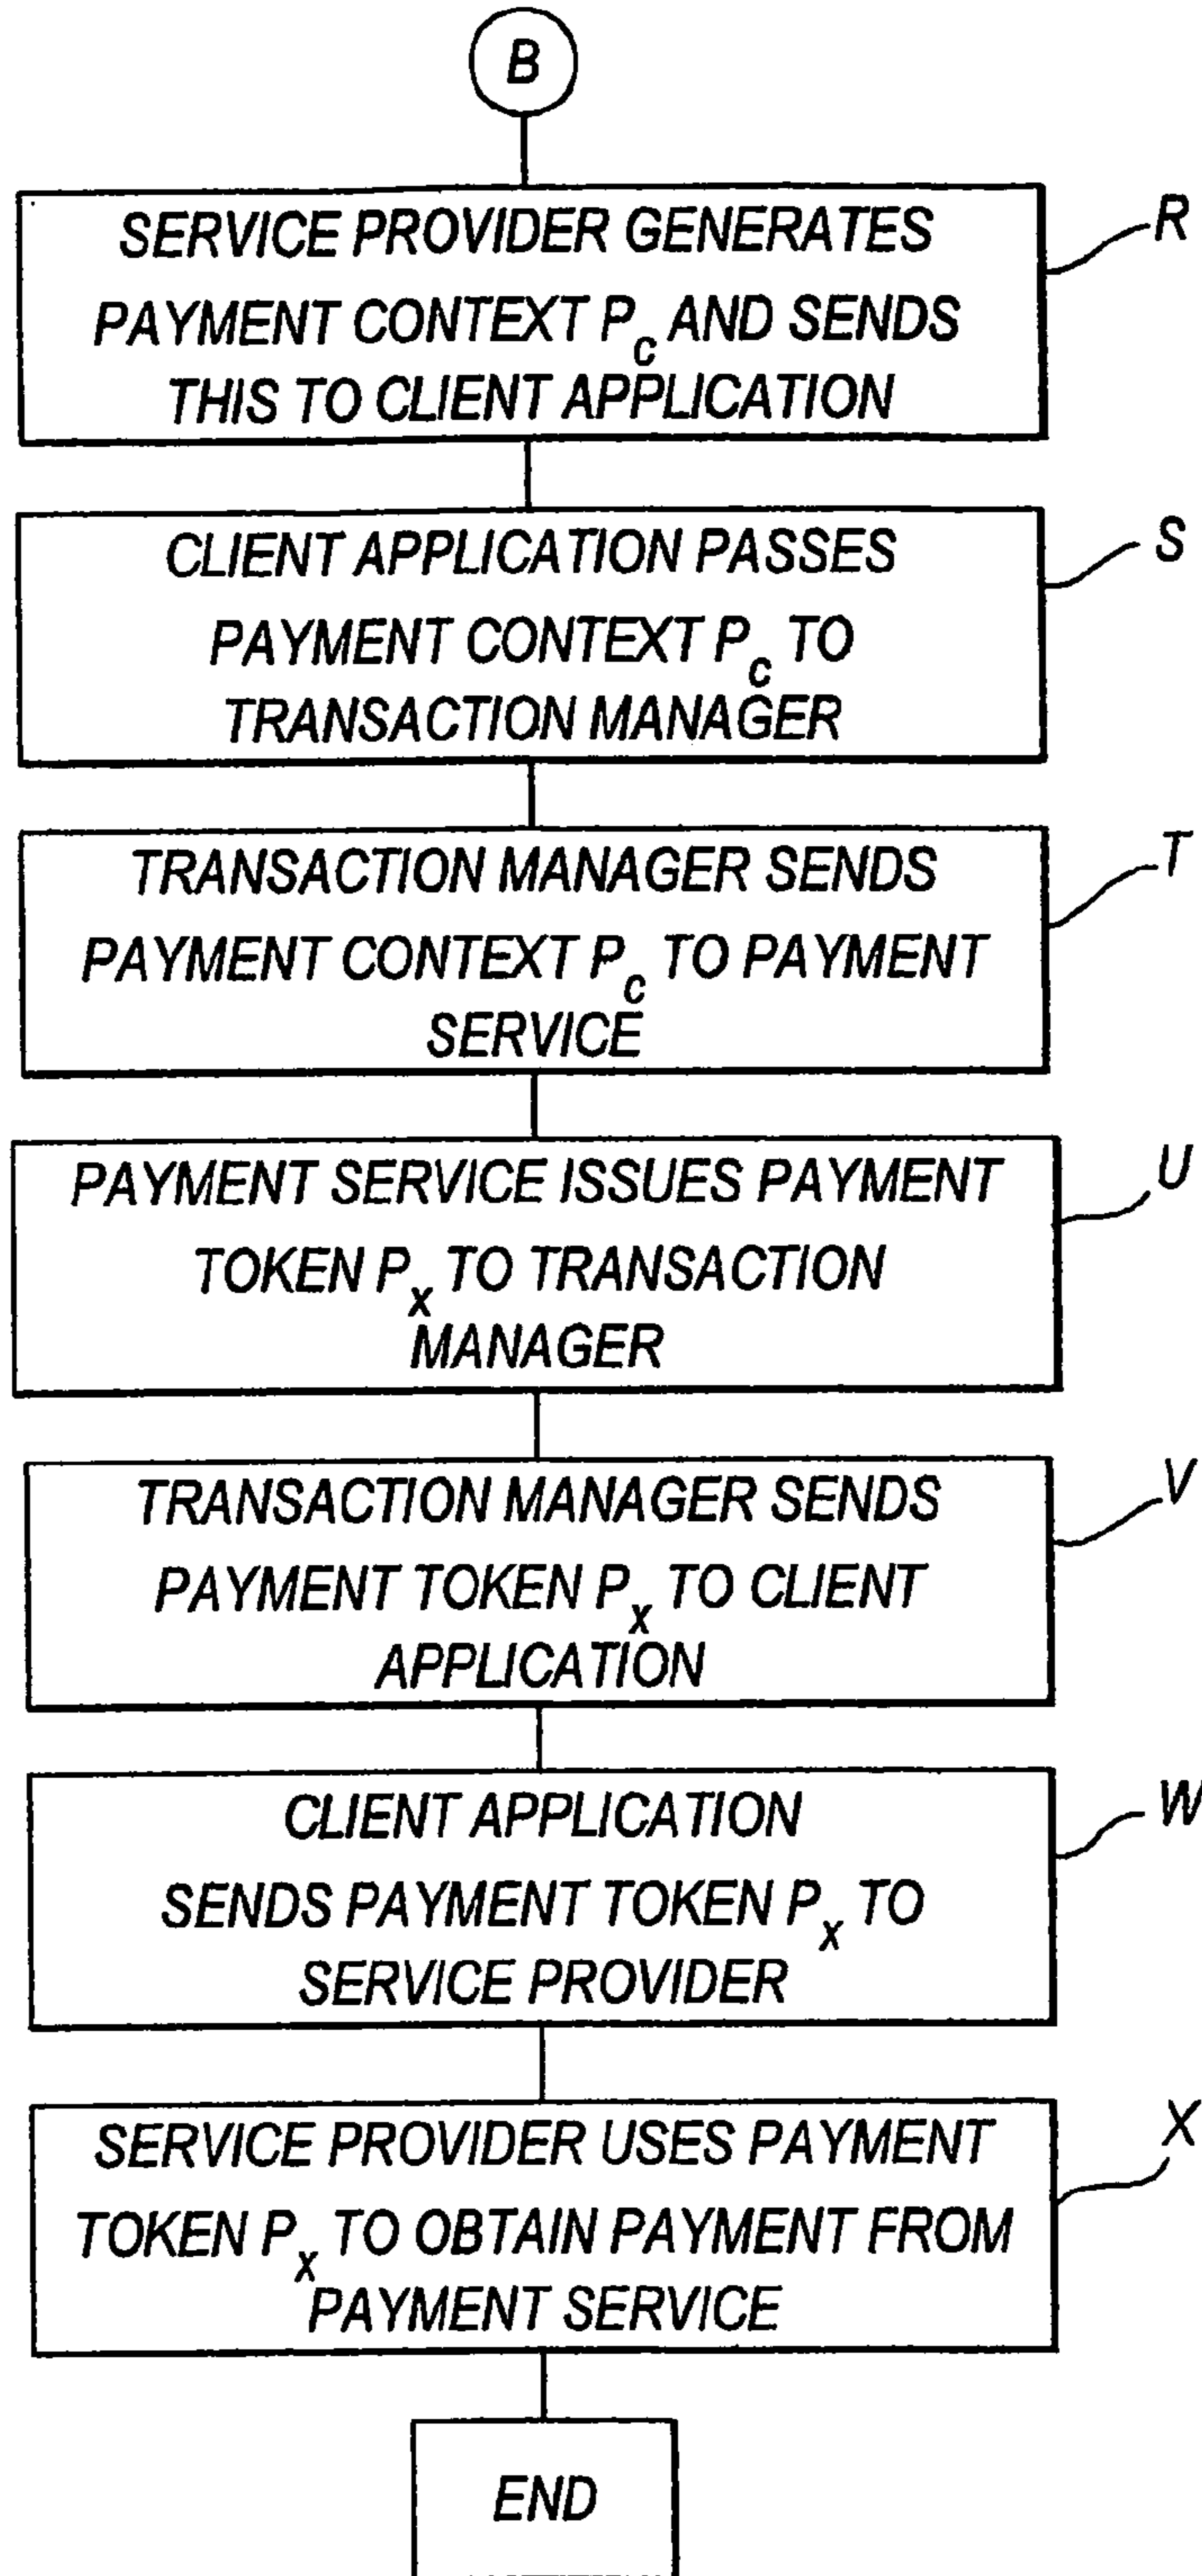 B
SERVICE PROVIDER GENERATES
PAYMENT CONTEXT Pc AND SENDS
THIS TO CLIENT APPLICATION
R
CLIENT APPLICATION PASSES
PAYMENT CONTEXT Pc TO
TRANSACTION MANAGER
S
TRANSACTION MANAGER SENDS
PAYMENT CONTEXT Pc TO PAYMENT
SERVICE
T
PAYMENT SERVICE ISSUES PAYMENT
TOKEN Px TO TRANSACTION
MANAGER
U
TRANSACTION MANAGER SENDS
PAYMENT TOKEN Px TO CLIENT
APPLICATION
V
CLIENT APPLICATION
SENDS PAYMENT TOKEN Px TO
SERVICE PROVIDER
W
SERVICE PROVIDER USES PAYMENT
TOKEN Px TO OBTAIN PAYMENT FROM
PAYMENT SERVICE
X
END